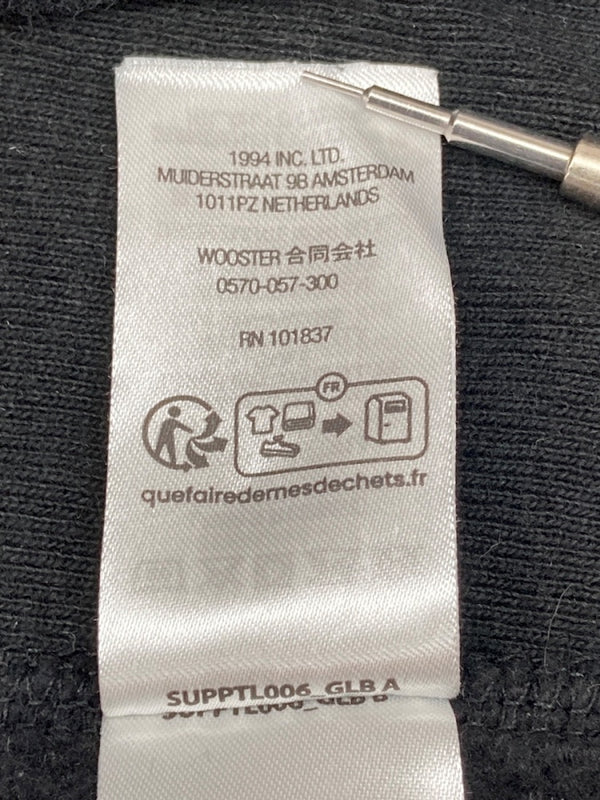 1994 INC. LTD.
MUIDERSTRAAT 9B AMSTERDAM
1011PZ NETHERLANDS
WOOSTER 合同会社
0570-057-300
RN 101837
FR
quefairedemesdechets.fr
SUPPTL006_GLB A
SUPPTL006_GLB B